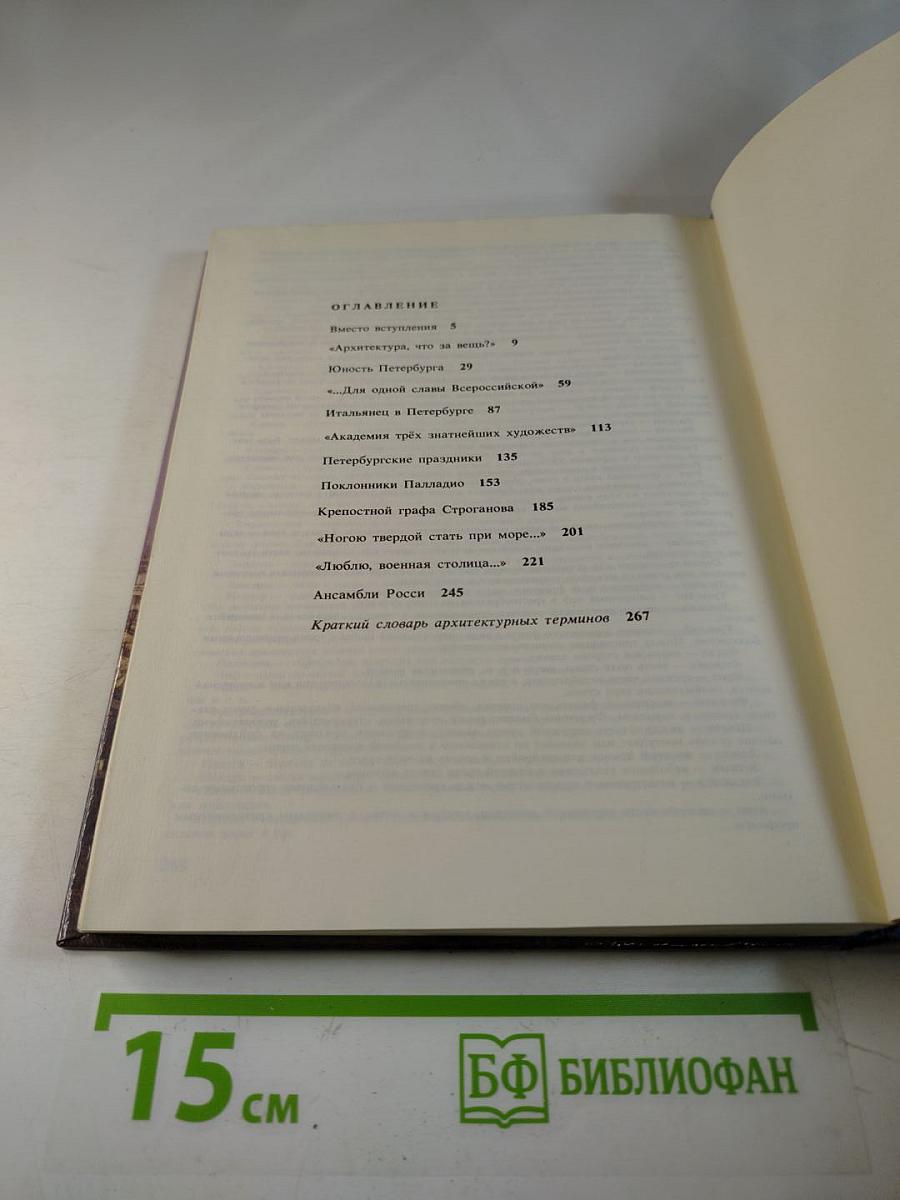 ОГЛАВЛЕНИЕ
Вместо вступления 5
«Архитектура, что за вещь?» 9
Юность Петербурга 29
«...Для одной славы Всероссийской» 59
Итальянец в Петербурге 87
«Академия трёх знатнейших художеств» 113
Петербургские праздники 135
Поклонники Палладио 153
Крепостной графа Строганова 185
«Ногою твердой стать при море...» 201
«Люблю, военная столица...» 221
Ансамбли Росси 245
Краткий словарь архитектурных терминов 267
15 см
БФ БИБЛИОФАН